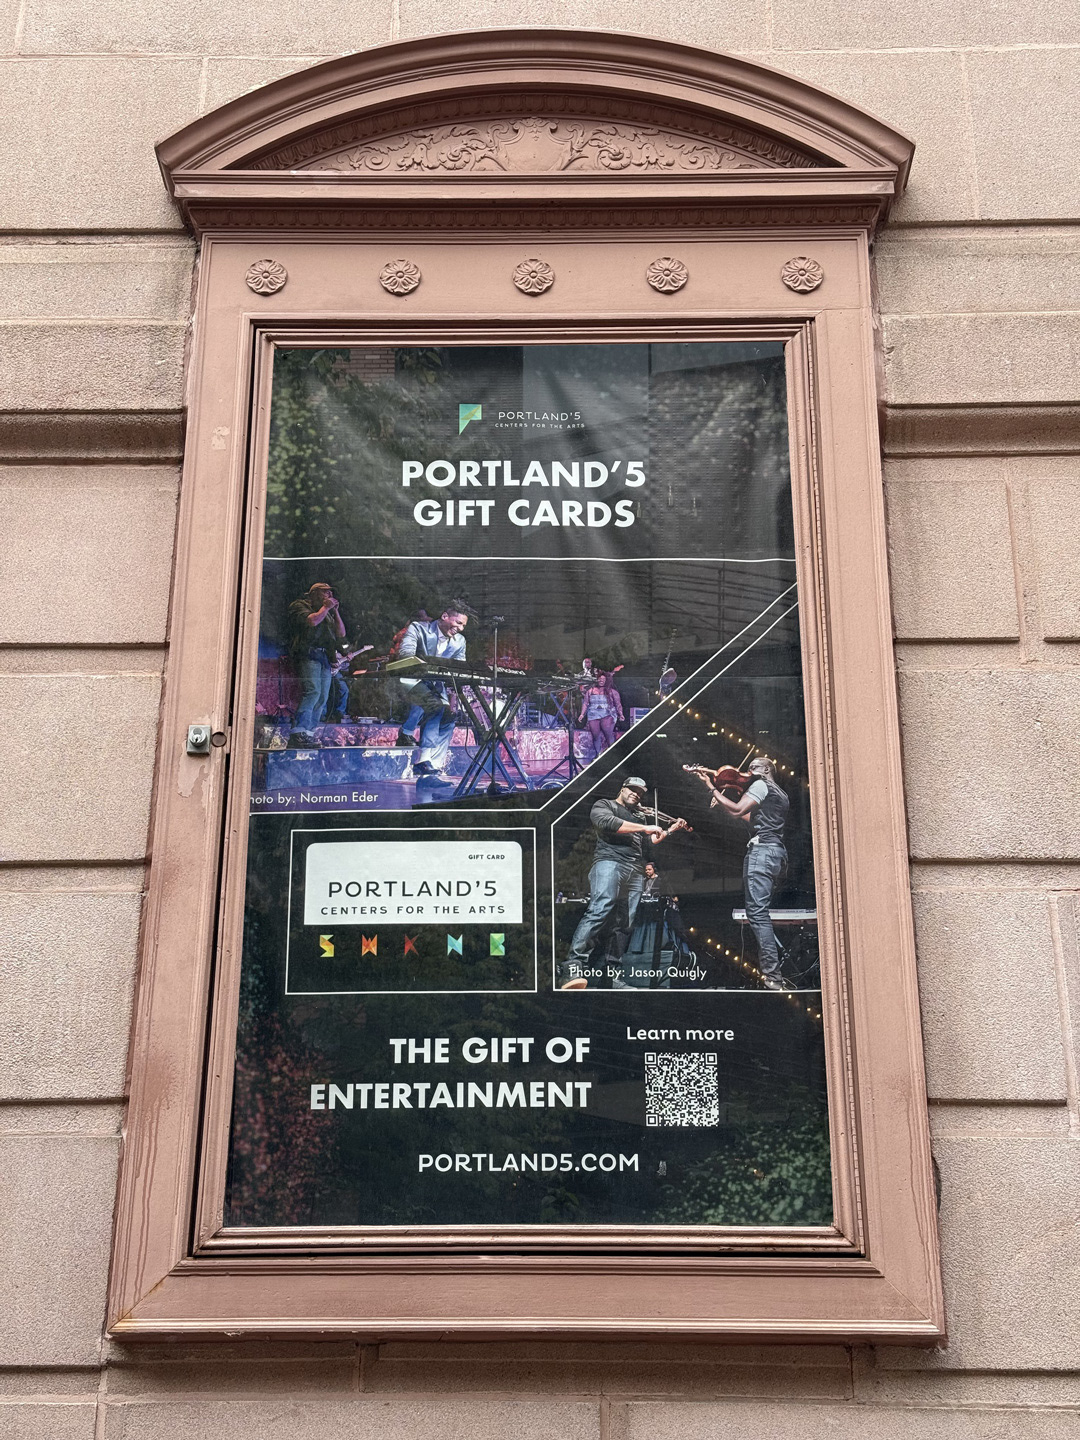 PORTLAND'5
CENTERS FOR THE ARTS
PORTLAND'5
GIFT CARDS
hoto by: Norman Eder
GIFT CARD
PORTLAND'5
CENTERS FOR THE ARTS
S W K N B
Photo by: Jason Quigly
THE GIFT OF
ENTERTAINMENT
Learn more
PORTLAND5.COM